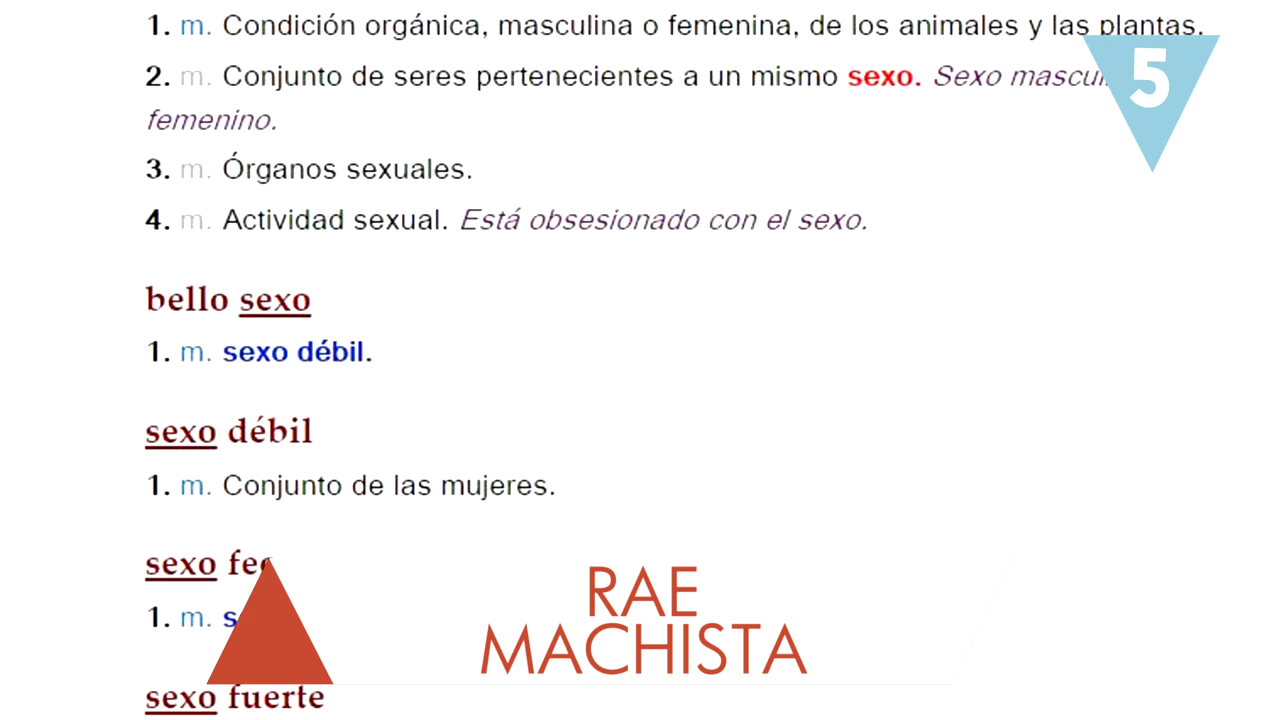 1. m. Condición orgánica, masculina o femenina, de los animales y las plantas.
5
2. m. Conjunto de seres pertenecientes a un mismo sexo. Sexo
femenino.
3. m. Órganos sexuales.
4. m. Actividad sexual. Está obsesionado con el sexo.
bello sexo
1. m. sexo débil.
sexo débil
1. m. Conjunto de las mujeres.
sexo
1. m.
RAE
MACHISTA
sexo fuerte